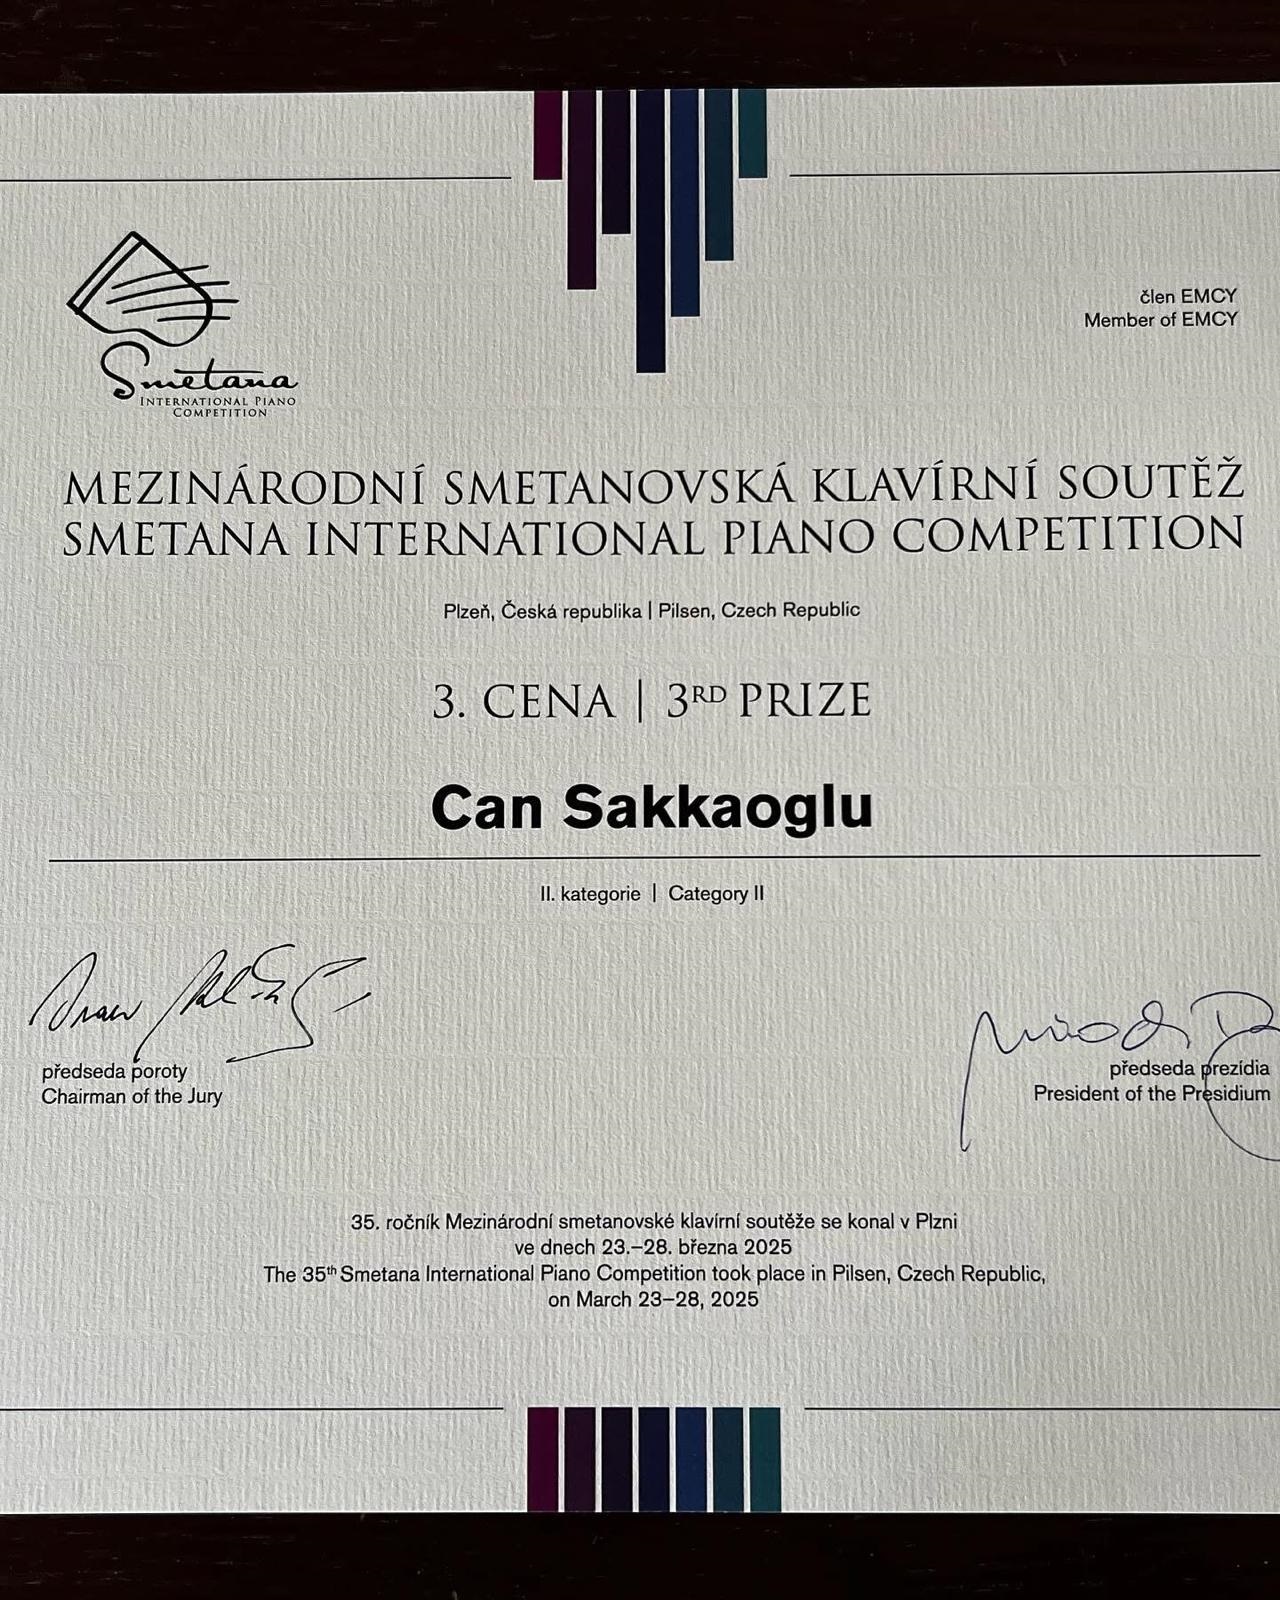 Smetana
INTERNATIONAL PIANO
COMPETITION
člen EMCY
Member of EMCY
MEZINÁRODNÍ SMETANOVSKÁ KLAVÍRNÍ SOUTĚŽ
SMETANA INTERNATIONAL PIANO COMPETITION
Plzeň, Česká republika | Pilsen, Czech Republic
3. CENA | 3RD PRIZE
Can Sakkaoglu
II. kategorie | Category II
předseda poroty
Chairman of the Jury
předseda prezídia
President of the Presidium
35. ročník Mezinárodní smetanovské klavírní soutěže se konal v Plzni
ve dnech 23.–28. března 2025
The 35th Smetana International Piano Competition took place in Pilsen, Czech Republic,
on March 23–28, 2025